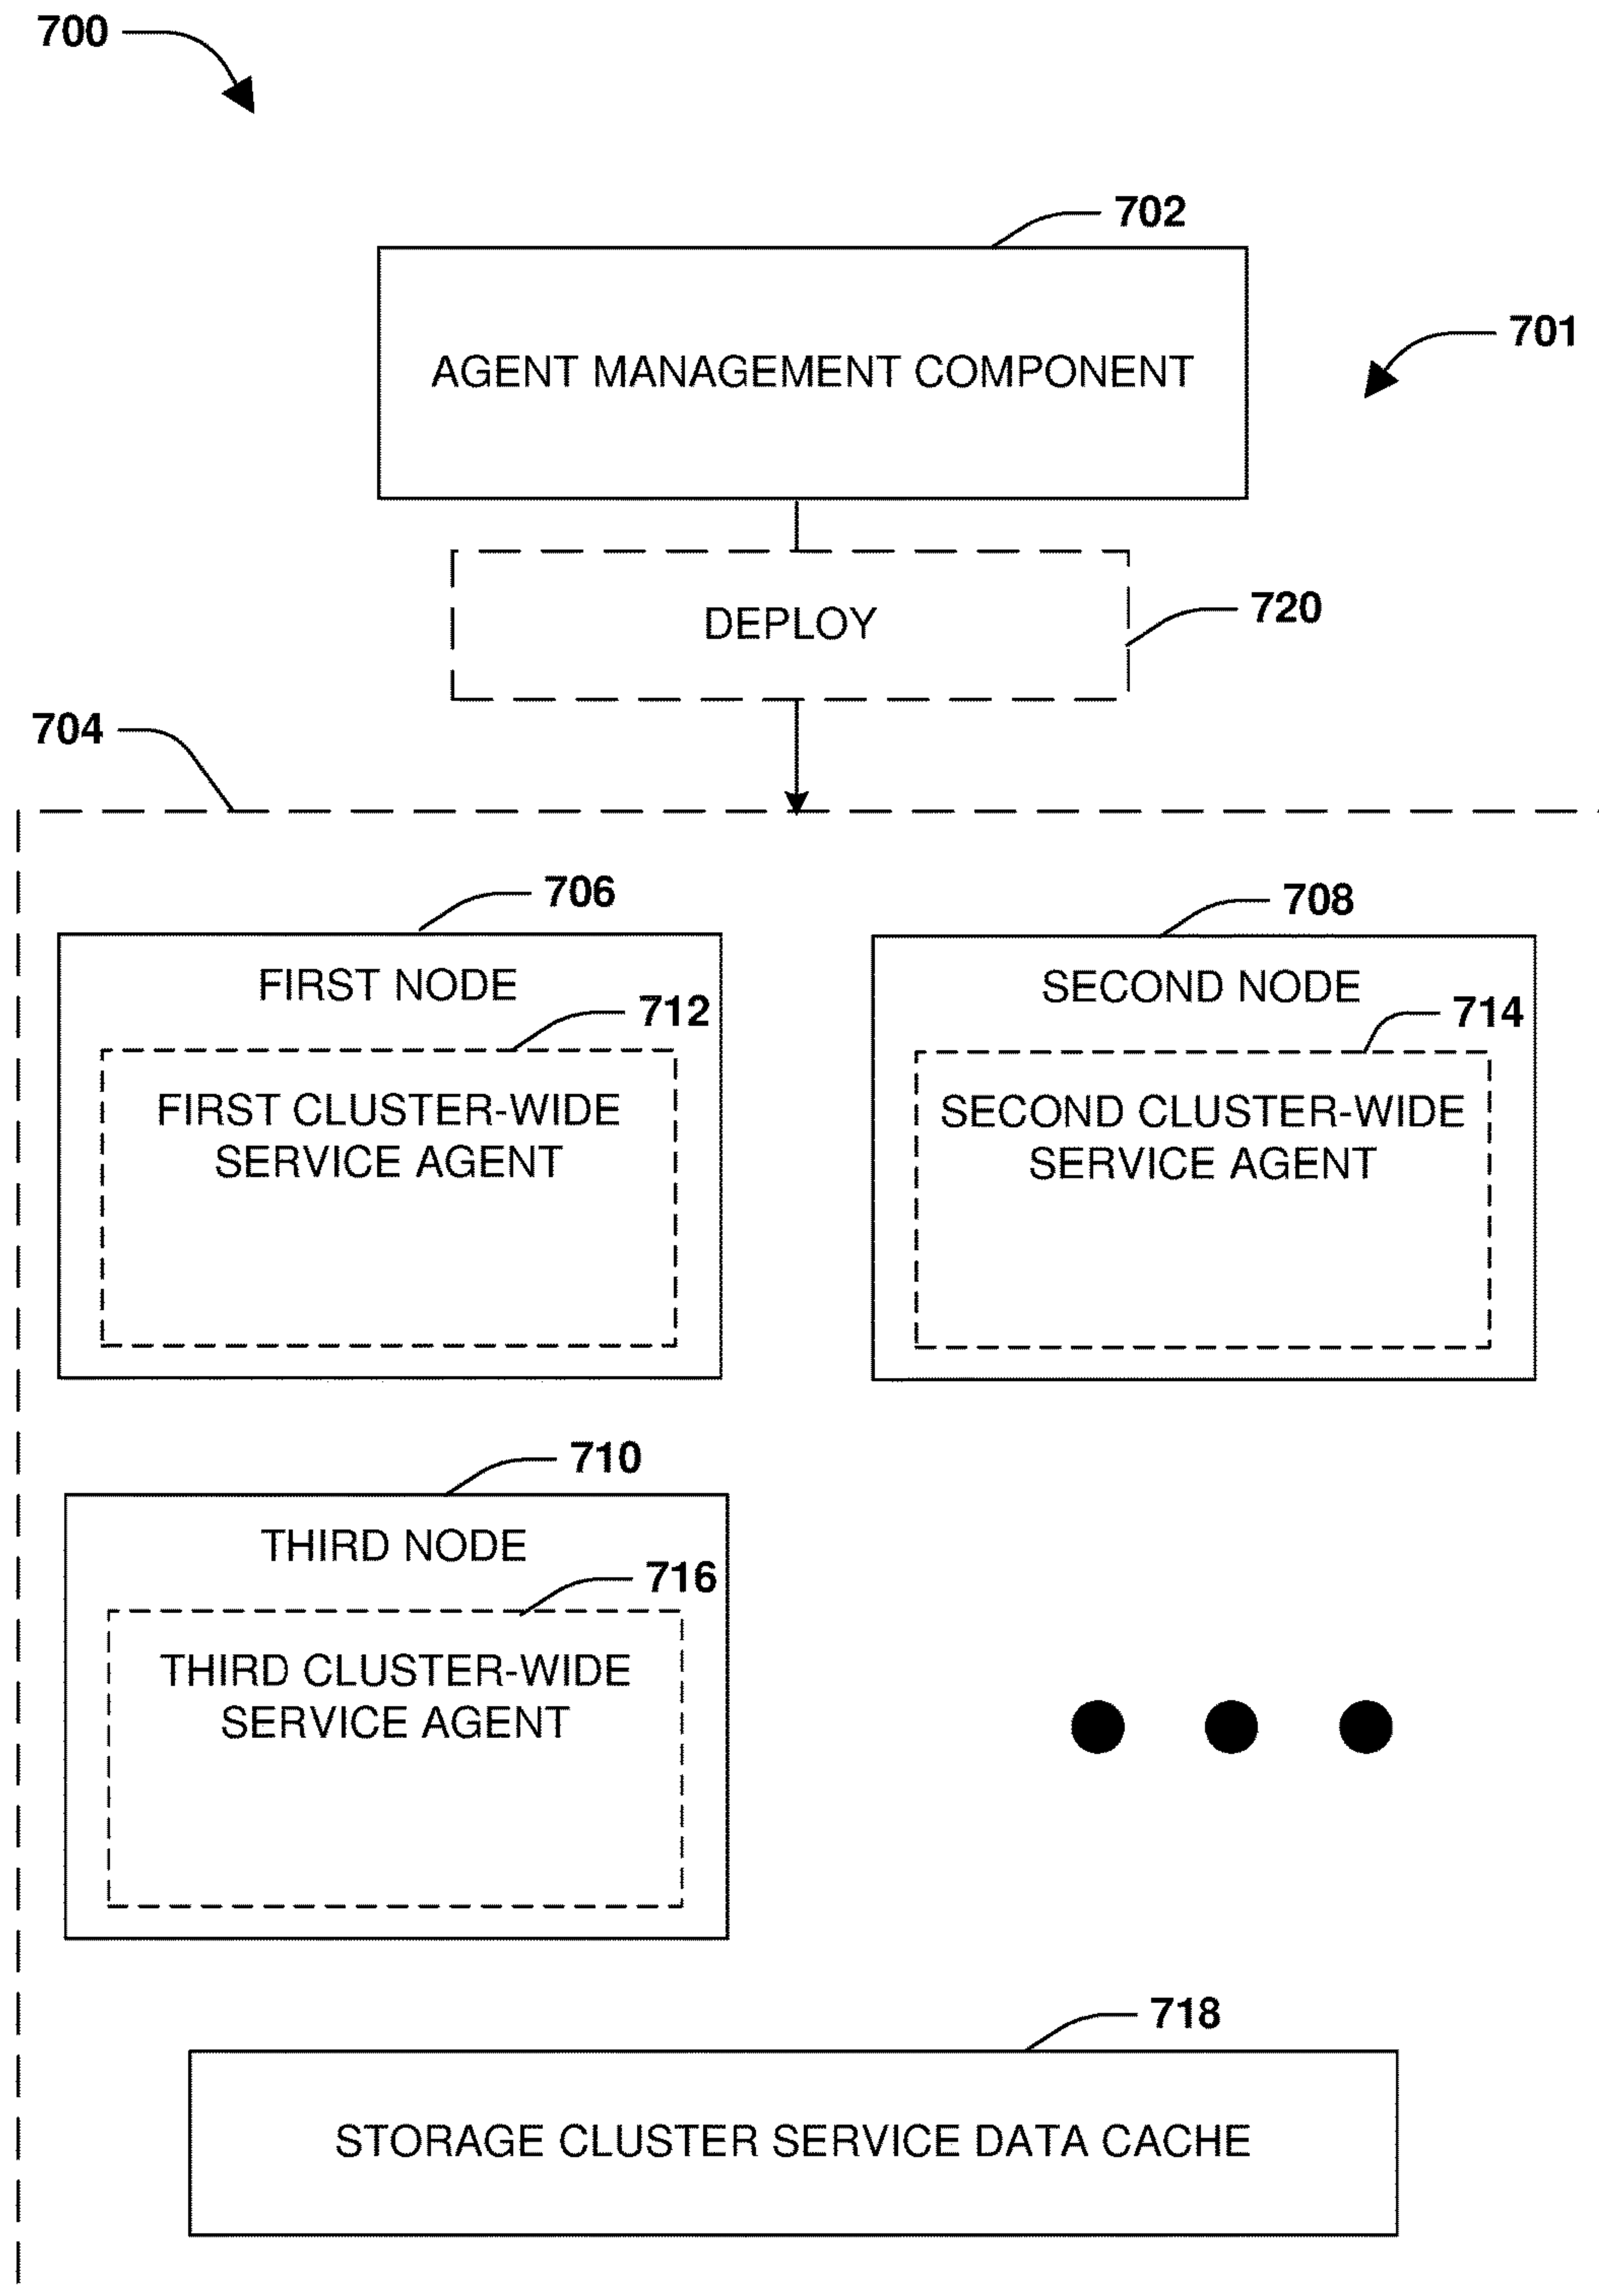 700
702
AGENT MANAGEMENT COMPONENT
701
DEPLOY
720
704
706
FIRST NODE
712
FIRST CLUSTER-WIDE
SERVICE AGENT
708
SECOND NODE
714
SECOND CLUSTER-WIDE
SERVICE AGENT
710
THIRD NODE
716
THIRD CLUSTER-WIDE
SERVICE AGENT
718
STORAGE CLUSTER SERVICE DATA CACHE